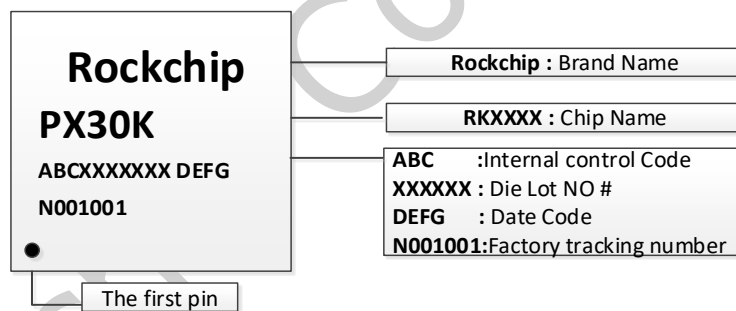 Rockchip
PX30K
ABCXXXXXXX DEFG
N001001
The first pin
Rockchip : Brand Name
RKXXXX : Chip Name
ABC :Internal control Code
XXXXXX : Die Lot NO #
DEFG : Date Code
N001001:Factory tracking number